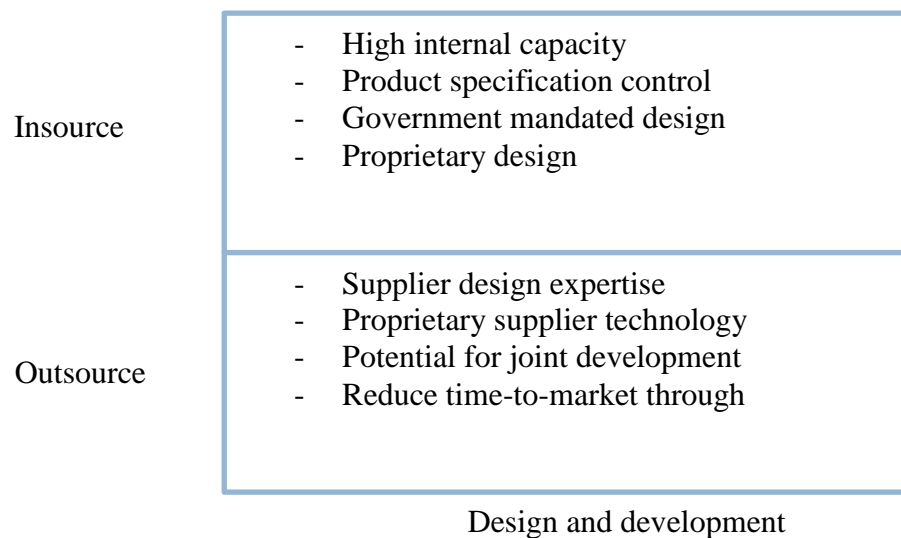 Insource
- High internal capacity
- Product specification control
- Government mandated design
- Proprietary design
Outsource
- Supplier design expertise
- Proprietary supplier technology
- Potential for joint development
- Reduce time-to-market through
Design and development